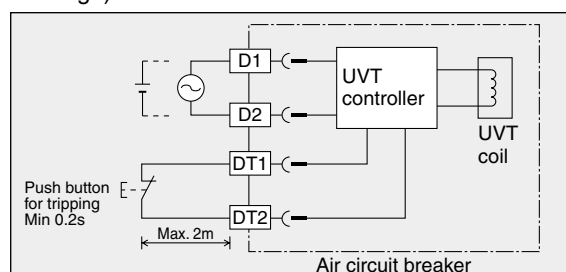 D1
UVT
controller
D2
UVT
coil
DT1
Push button
for tripping
Min 0.2s
DT2
Max. 2m
Air circuit breaker